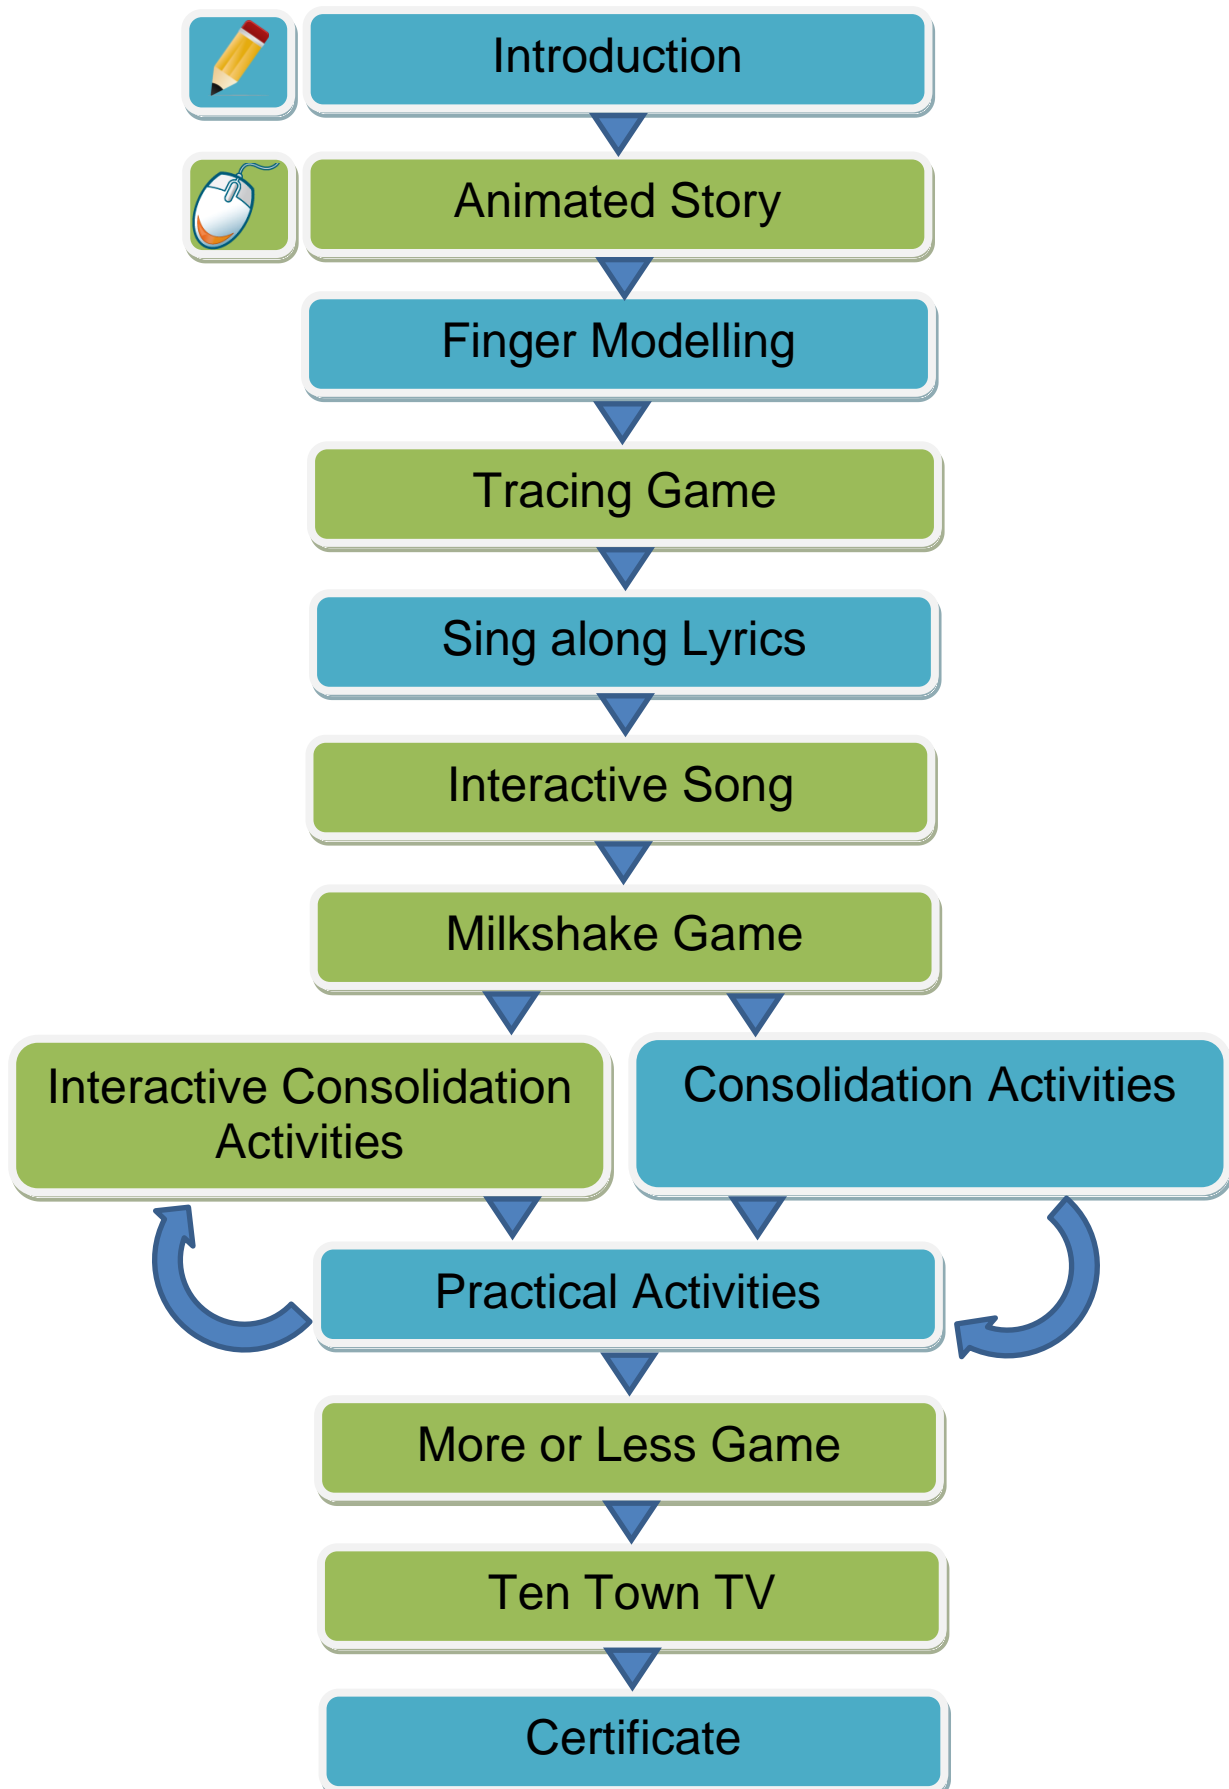 Introduction
Animated Story
Finger Modelling
Tracing Game
Sing along Lyrics
Interactive Song
Milkshake Game
Interactive Consolidation
Activities
Consolidation Activities
Practical Activities
More or Less Game
Ten Town TV
Certificate